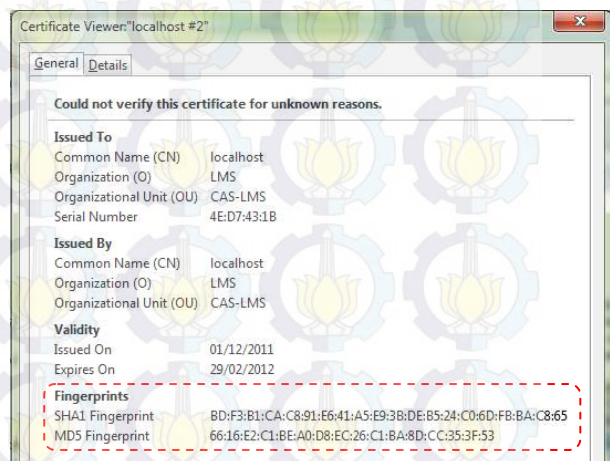 Certificate Viewer:"localhost #2"
General Details
Could not verify this certificate for unknown reasons.
Issued To
Common Name (CN) localhost
Organization (O) LMS
Organizational Unit (OU) CAS-LMS
Serial Number 4E:D7:43:1B
Issued By
Common Name (CN) localhost
Organization (O) LMS
Organizational Unit (OU) CAS-LMS
Validity
Issued On 01/12/2011
Expires On 29/02/2012
Fingerprints
SHA1 Fingerprint BD:F3:B1:CA:C8:91:E6:41:A5:E9:3B:DE:B5:24:C0:6D:FB:BA:C8:65
MD5 Fingerprint 66:16:E2:C1:BE:A0:D8:EC:26:C1:BA:8D:CC:35:3F:53